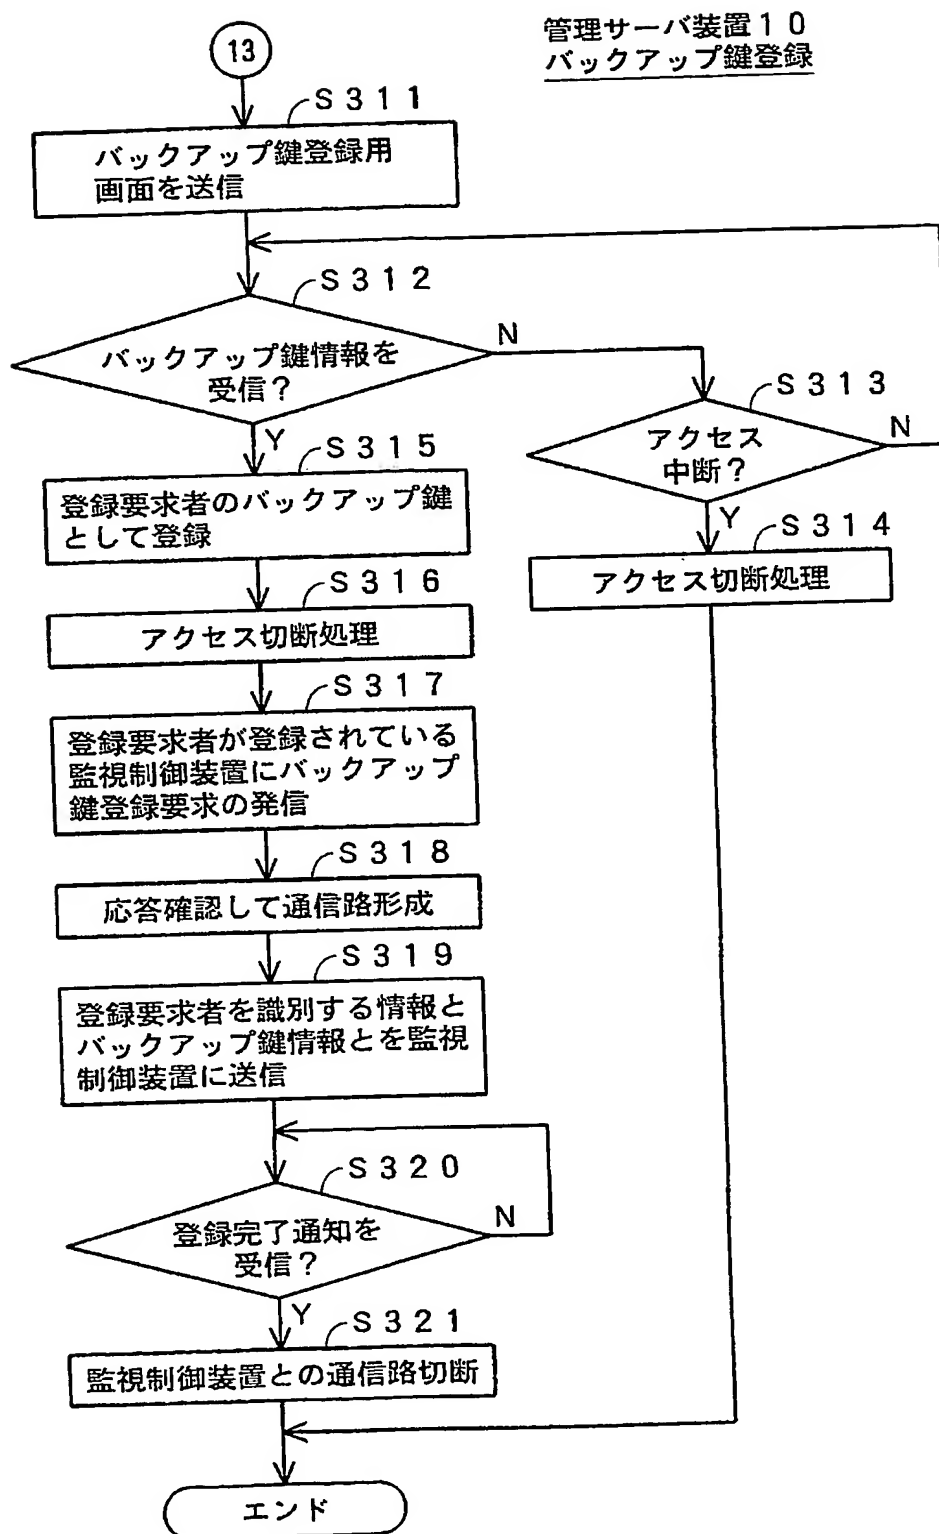 管理サーバ装置10
バックアップ鍵登録
13
S311
バックアップ鍵登録用
画面を送信
S312
バックアップ鍵情報を
受信?
N
Y
S313
アクセス
中断?
N
Y
S314
アクセス切断処理
S315
登録要求者のバックアップ鍵
として登録
S316
アクセス切断処理
S317
登録要求者が登録されている
監視制御装置にバックアップ
鍵登録要求の発信
S318
応答確認して通信路形成
S319
登録要求者を識別する情報と
バックアップ鍵情報とを監視
制御装置に送信
S320
登録完了通知を
受信?
N
Y
S321
監視制御装置との通信路切断
エンド